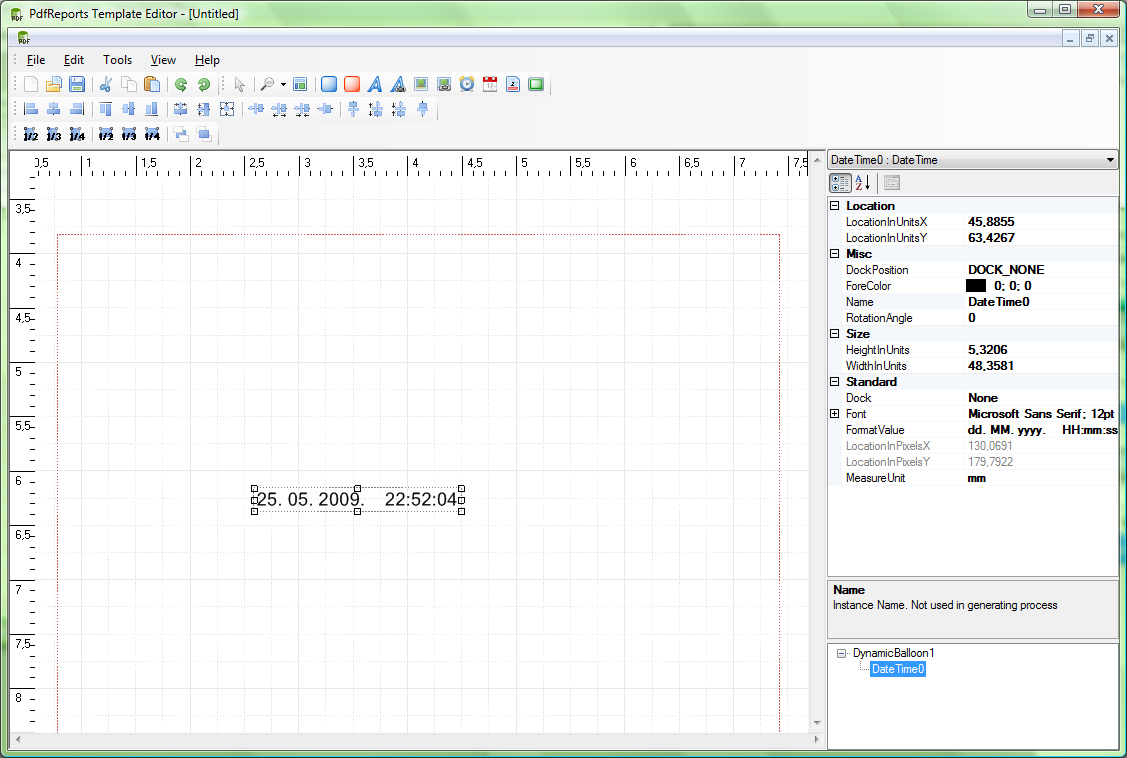 PdfReports Template Editor - [Untitled]
File Edit Tools View Help
1/2 1/3 1/4 1/2 1/3 1/4
0,5 1 1,5 2 2,5 3 3,5 4 4,5 5 5,5 6 6,5 7 7,5
3,5
4
4,5
5
5,5
6
6,5
7
7,5
8
25. 05. 2009. 22:52:04
DateTime0 : DateTime
Location
LocationInUnitsX 45,8855
LocationInUnitsY 63,4267
Misc
DockPosition DOCK_NONE
ForeColor 0; 0; 0
Name DateTime0
RotationAngle 0
Size
HeightInUnits 5,3206
WidthInUnits 48,3581
Standard
Dock None
Font Microsoft Sans Serif; 12pt
FormatValue dd. MM. yyyy. HH:mm:ss
LocationInPixelsX 130,0691
LocationInPixelsY 179,7922
MeasureUnit mm
Name
Instance Name. Not used in generating process
DynamicBalloon1
DateTime0